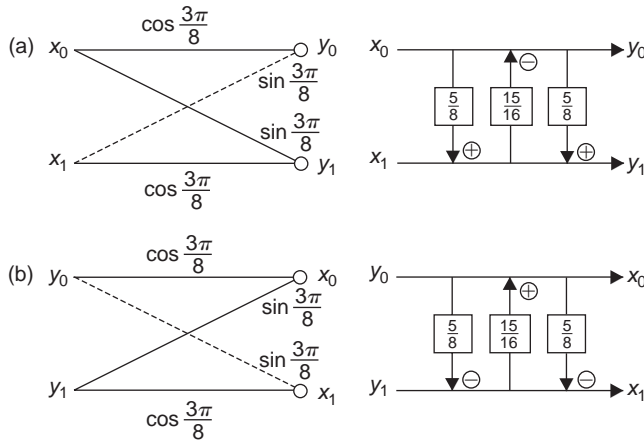 (a)
x₀ cos 3π/8 y₀
sin 3π/8
sin 3π/8
x₁ cos 3π/8 y₁
x₀ y₀
⊖
5/8 15/16 5/8
⊕ ⊕
x₁ y₁
(b)
y₀ cos 3π/8 x₀
sin 3π/8
sin 3π/8
y₁ cos 3π/8 x₁
y₀ x₀
⊕
5/8 15/16 5/8
⊖ ⊖
y₁ x₁